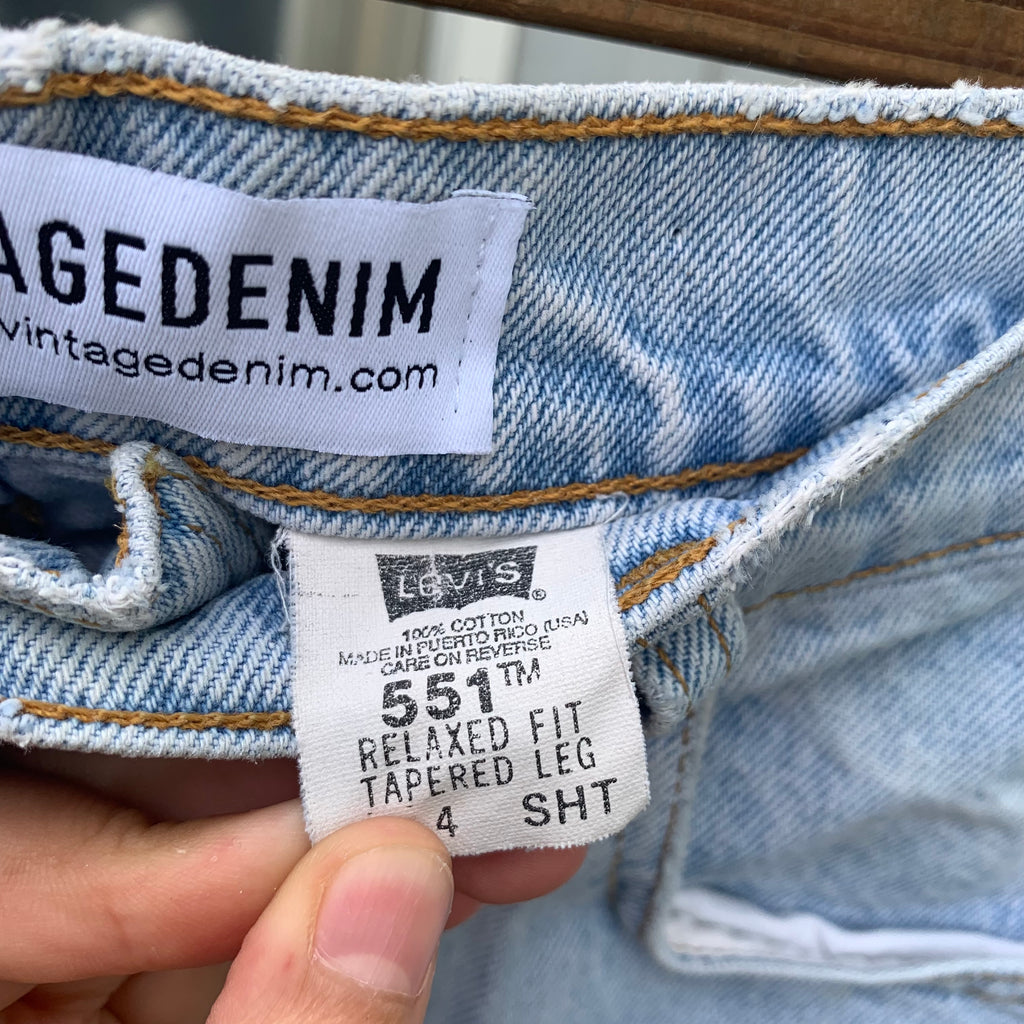 AGEDENIM
vintagedenim.com
LEVI'S ®
100% COTTON
MADE IN PUERTO RICO (USA)
CARE ON REVERSE
551™
RELAXED FIT
TAPERED LEG
4 SHT